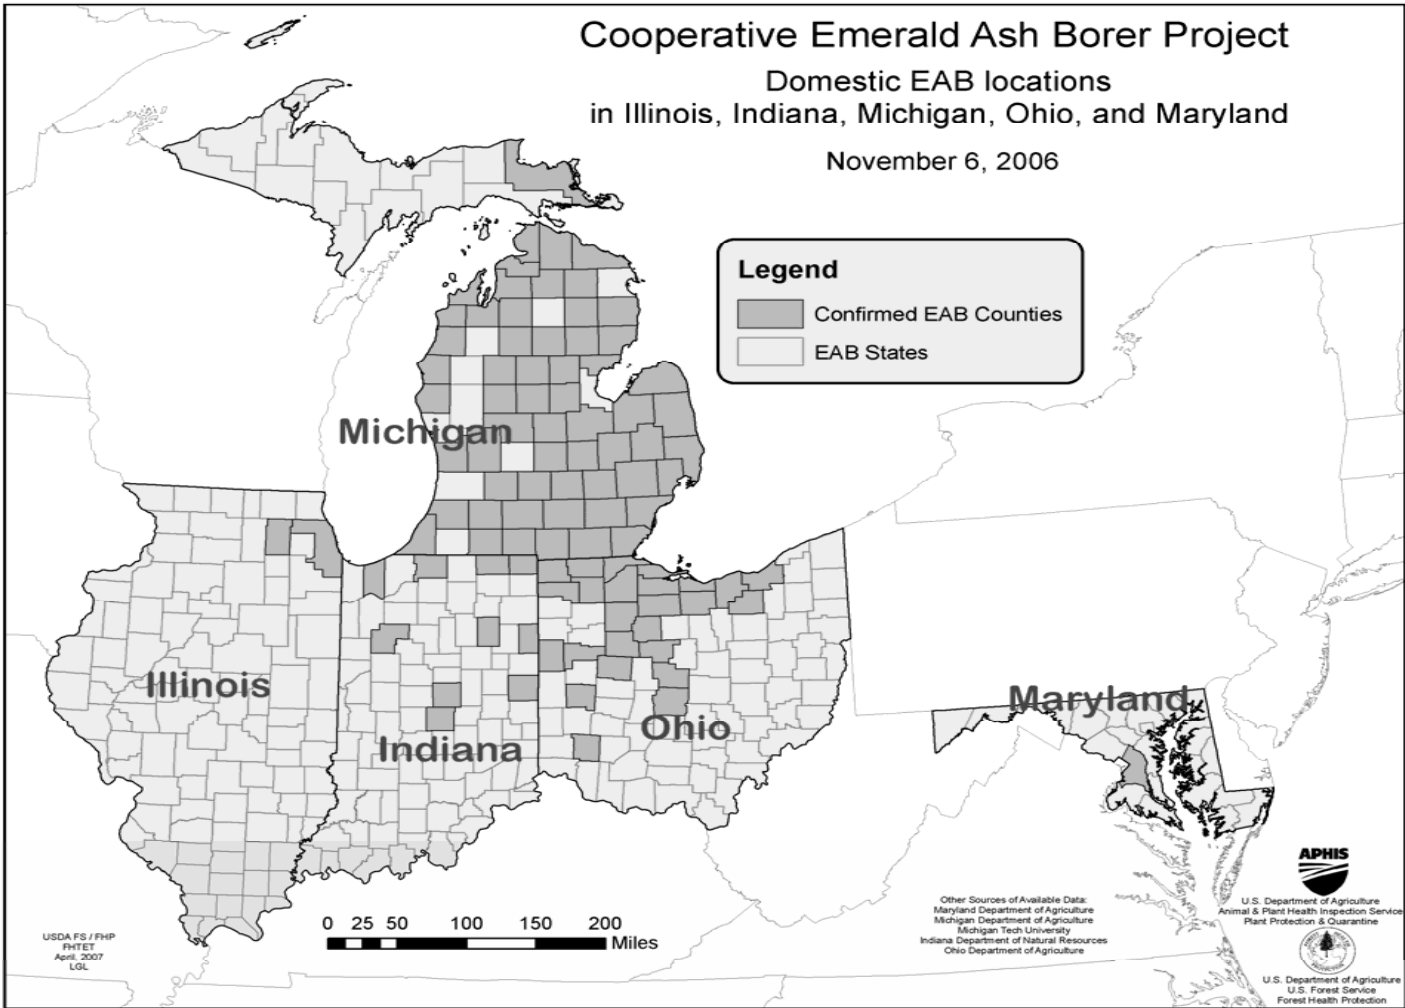 Cooperative Emerald Ash Borer Project
Domestic EAB locations
in Illinois, Indiana, Michigan, Ohio, and Maryland
November 6, 2006
Legend
Confirmed EAB Counties
EAB States
Michigan
Illinois
Indiana
Ohio
Maryland
0 25 50 100 150 200
Miles
USDA FS / FHP
FHTET
April, 2007
LGL
Other Sources of Available Data:
Maryland Department of Agriculture
Michigan Department of Agriculture
Michigan Tech University
Indiana Department of Natural Resources
Ohio Department of Agriculture
APHIS
U.S. Department of Agriculture
Animal & Plant Health Inspection Service
Plant Protection & Quarantine
U.S. Department of Agriculture
U.S. Forest Service
Forest Health Protection